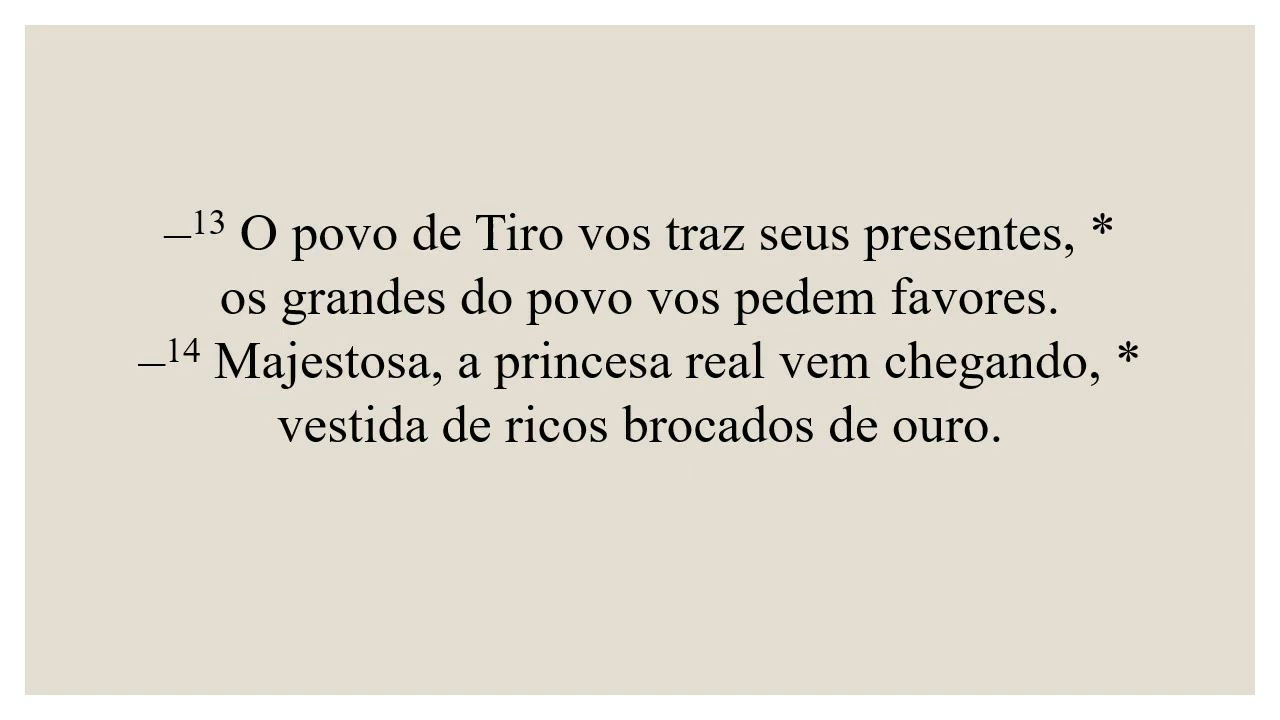 –13 O povo de Tiro vos traz seus presentes, *
os grandes do povo vos pedem favores.
–14 Majestosa, a princesa real vem chegando, *
vestida de ricos brocados de ouro.